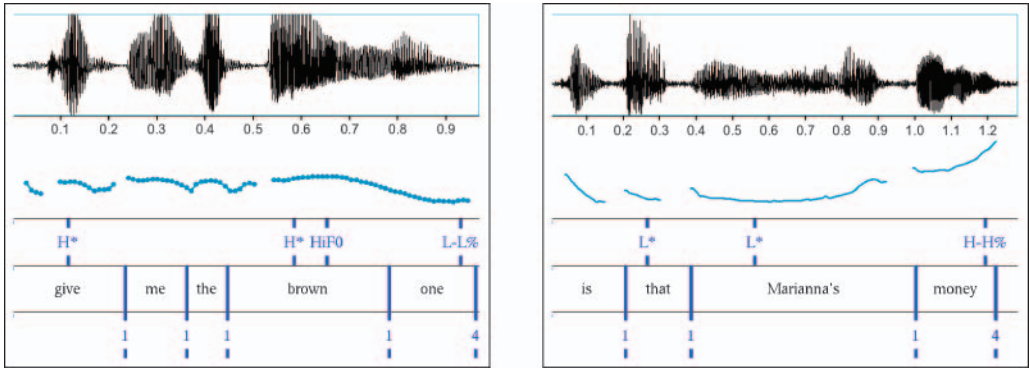 0.1 0.2 0.3 0.4 0.5 0.6 0.7 0.8 0.9
H* H* HiF0 L-L%
give me the brown one
1 1 1 1 4
0.1 0.2 0.3 0.4 0.5 0.6 0.7 0.8 0.9 1.0 1.1 1.2
L* L* H-H%
is that Marianna's money
1 1 1 4